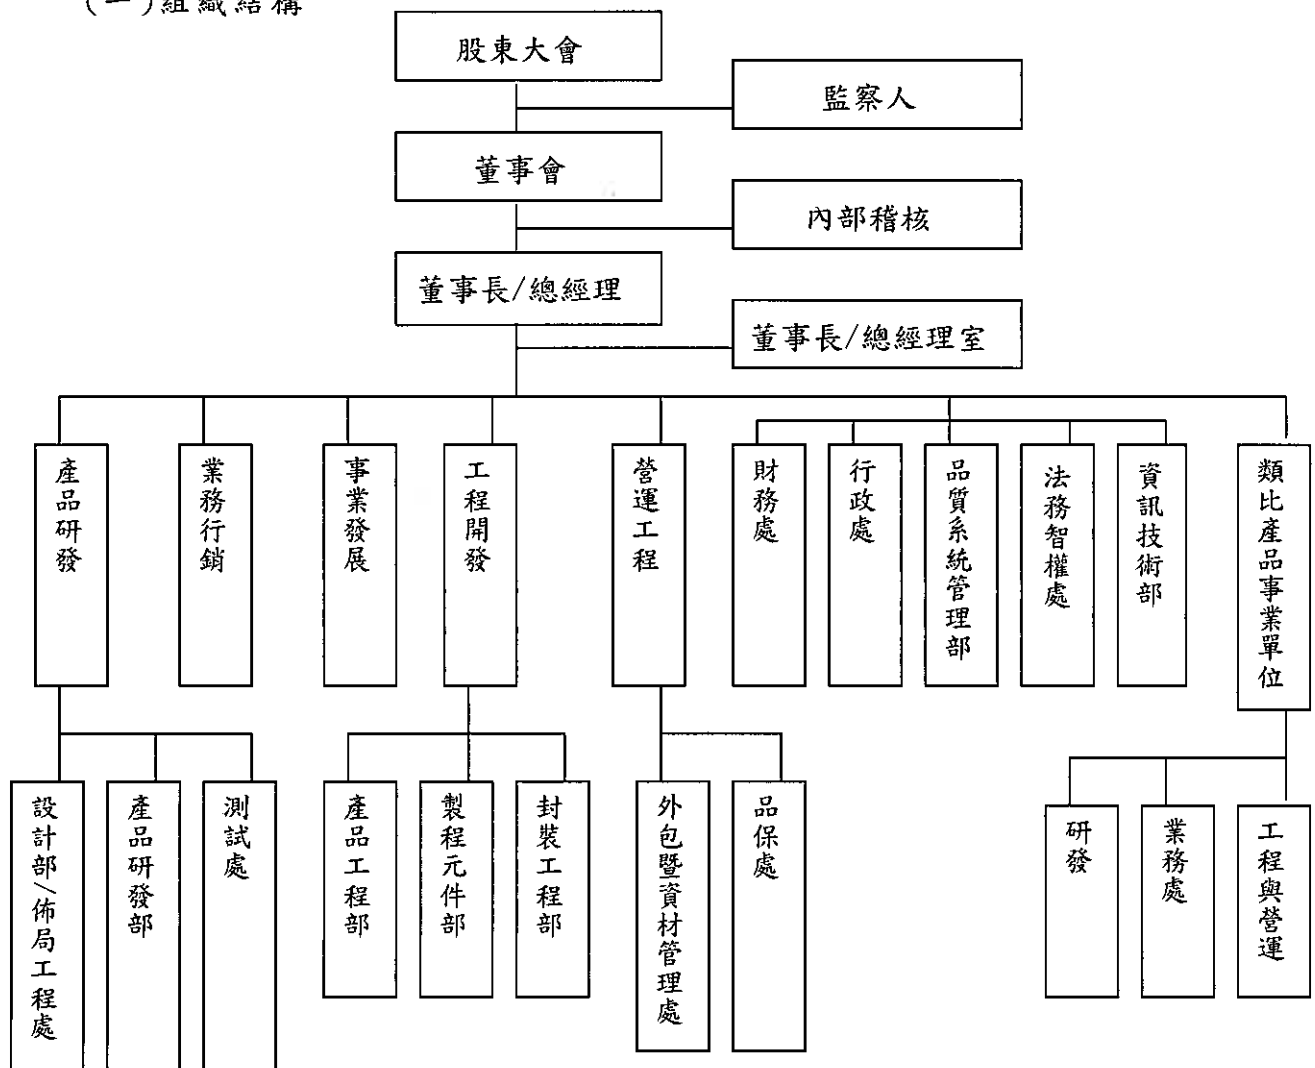 (一)組織結構
股東大會
監察人
董事會
內部稽核
董事長/總經理
董事長/總經理室
產品研發
業務行銷
事業發展
工程開發
營運工程
財務處
行政處
品質系統管理部
法務智權處
資訊技術部
類比產品事業單位
設計部/佈局工程處
產品研發部
測試處
產品工程部
製程元件部
封裝工程部
外包暨資材管理處
品保處
研發
業務處
工程與營運